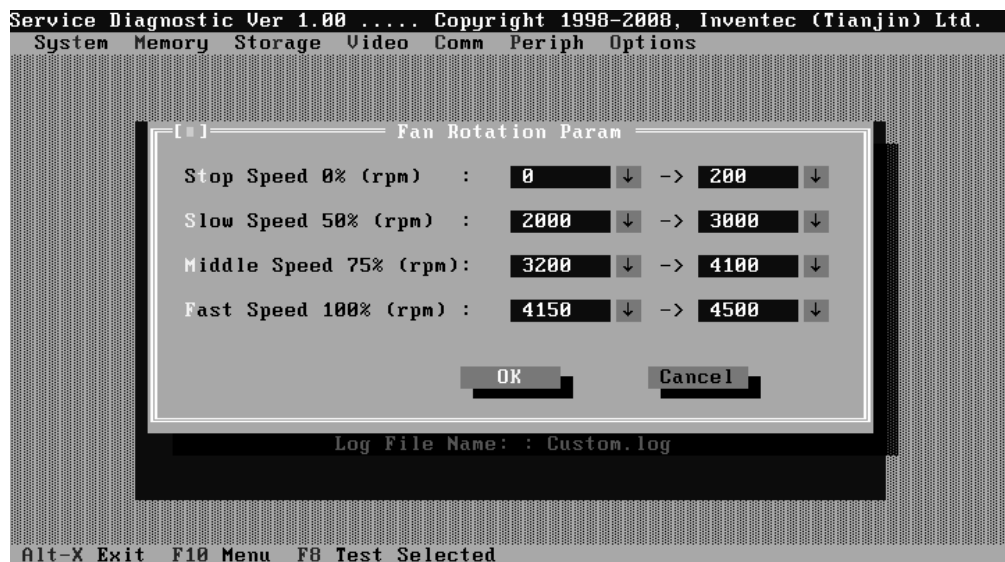 Service Diagnostic Ver 1.00 ..... Copyright 1998-2008, Inventec (Tianjin) Ltd.
System Memory Storage Video Comm Periph Options
[■] Fan Rotation Param
Stop Speed 0% (rpm) : 0 ↓ -> 200 ↓
Slow Speed 50% (rpm) : 2000 ↓ -> 3000 ↓
Middle Speed 75% (rpm): 3200 ↓ -> 4100 ↓
Fast Speed 100% (rpm) : 4150 ↓ -> 4500 ↓
OK Cancel
Log File Name: : Custom.log
Alt-X Exit F10 Menu F8 Test Selected